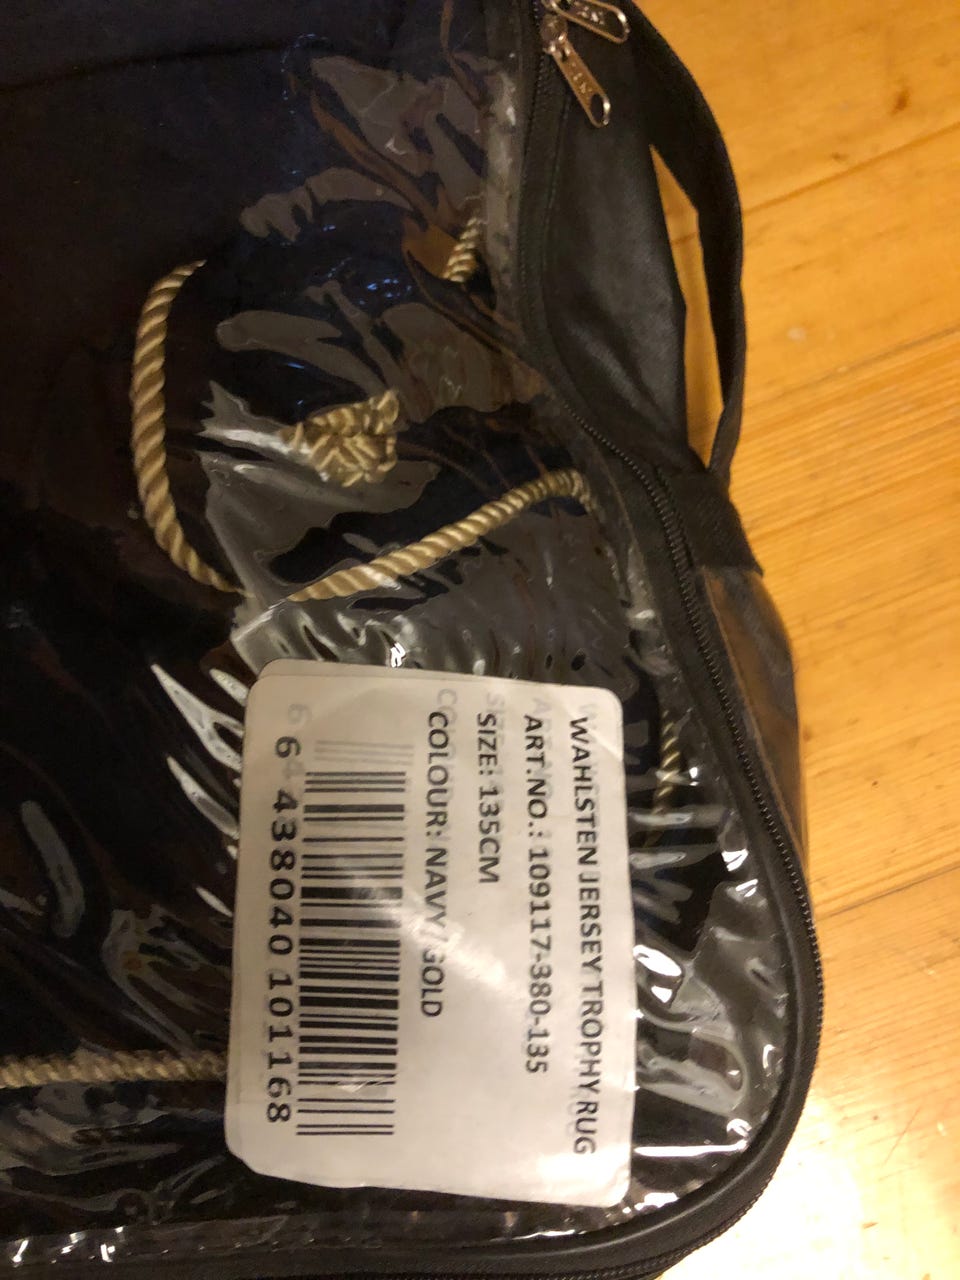 WAHLSTEN JERSEY TROPHY RUG
ART.NO.: 109117-380-135
SIZE: 135CM
COLOUR: NAVY/GOLD
6 438040 101168